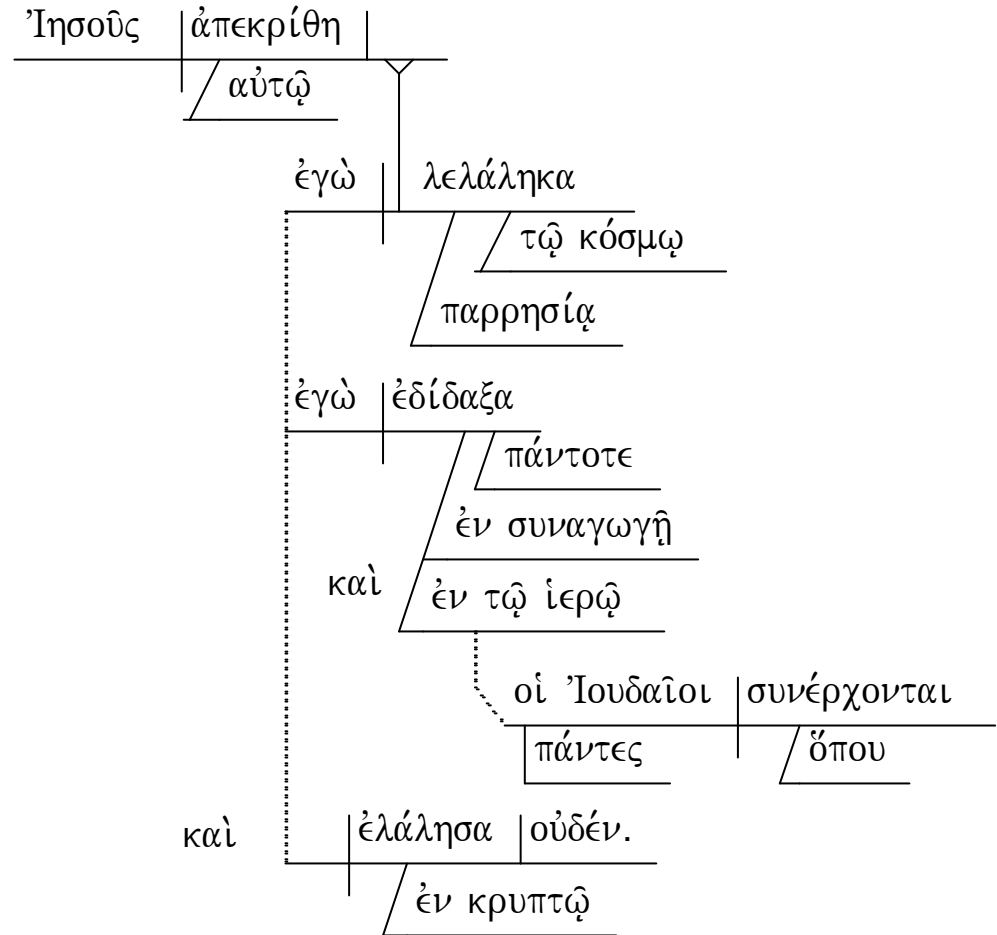 Ἰησοῦς ἀπεκρίθη
αὐτῷ
ἐγὼ λελάληκα
τῷ κόσμῳ
παρρησίᾳ
ἐγὼ ἐδίδαξα
πάντοτε
ἐν συναγωγῇ
καὶ ἐν τῷ ἱερῷ
οἱ Ἰουδαῖοι συνέρχονται
πάντες ὅπου
καὶ ἐλάλησα οὐδέν.
ἐν κρυπτῷ